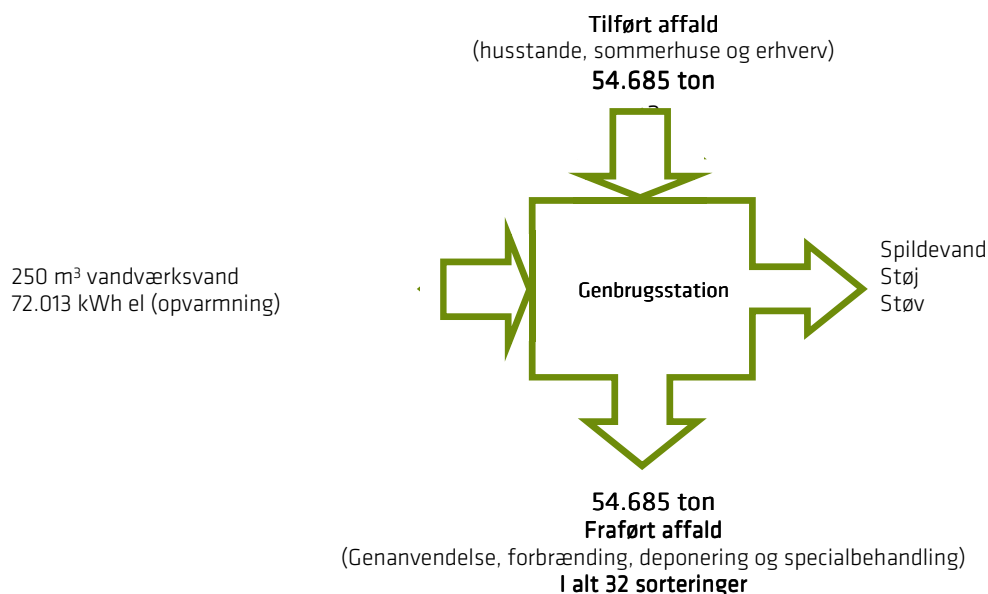 Tilført affald
(husstande, sommerhuse og erhverv)
54.685 ton
250 m³ vandværksvand
72.013 kWh el (opvarmning)
Genbrugsstation
Spildevand
Støj
Støv
54.685 ton
Fraført affald
(Genanvendelse, forbrænding, deponering og specialbehandling)
I alt 32 sorteringer